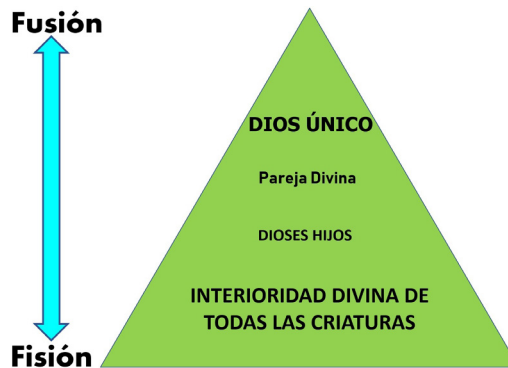 Fusión
DIOS ÚNICO
Pareja Divina
DIOSES HIJOS
INTERIORIDAD DIVINA DE
TODAS LAS CRIATURAS
Fisión